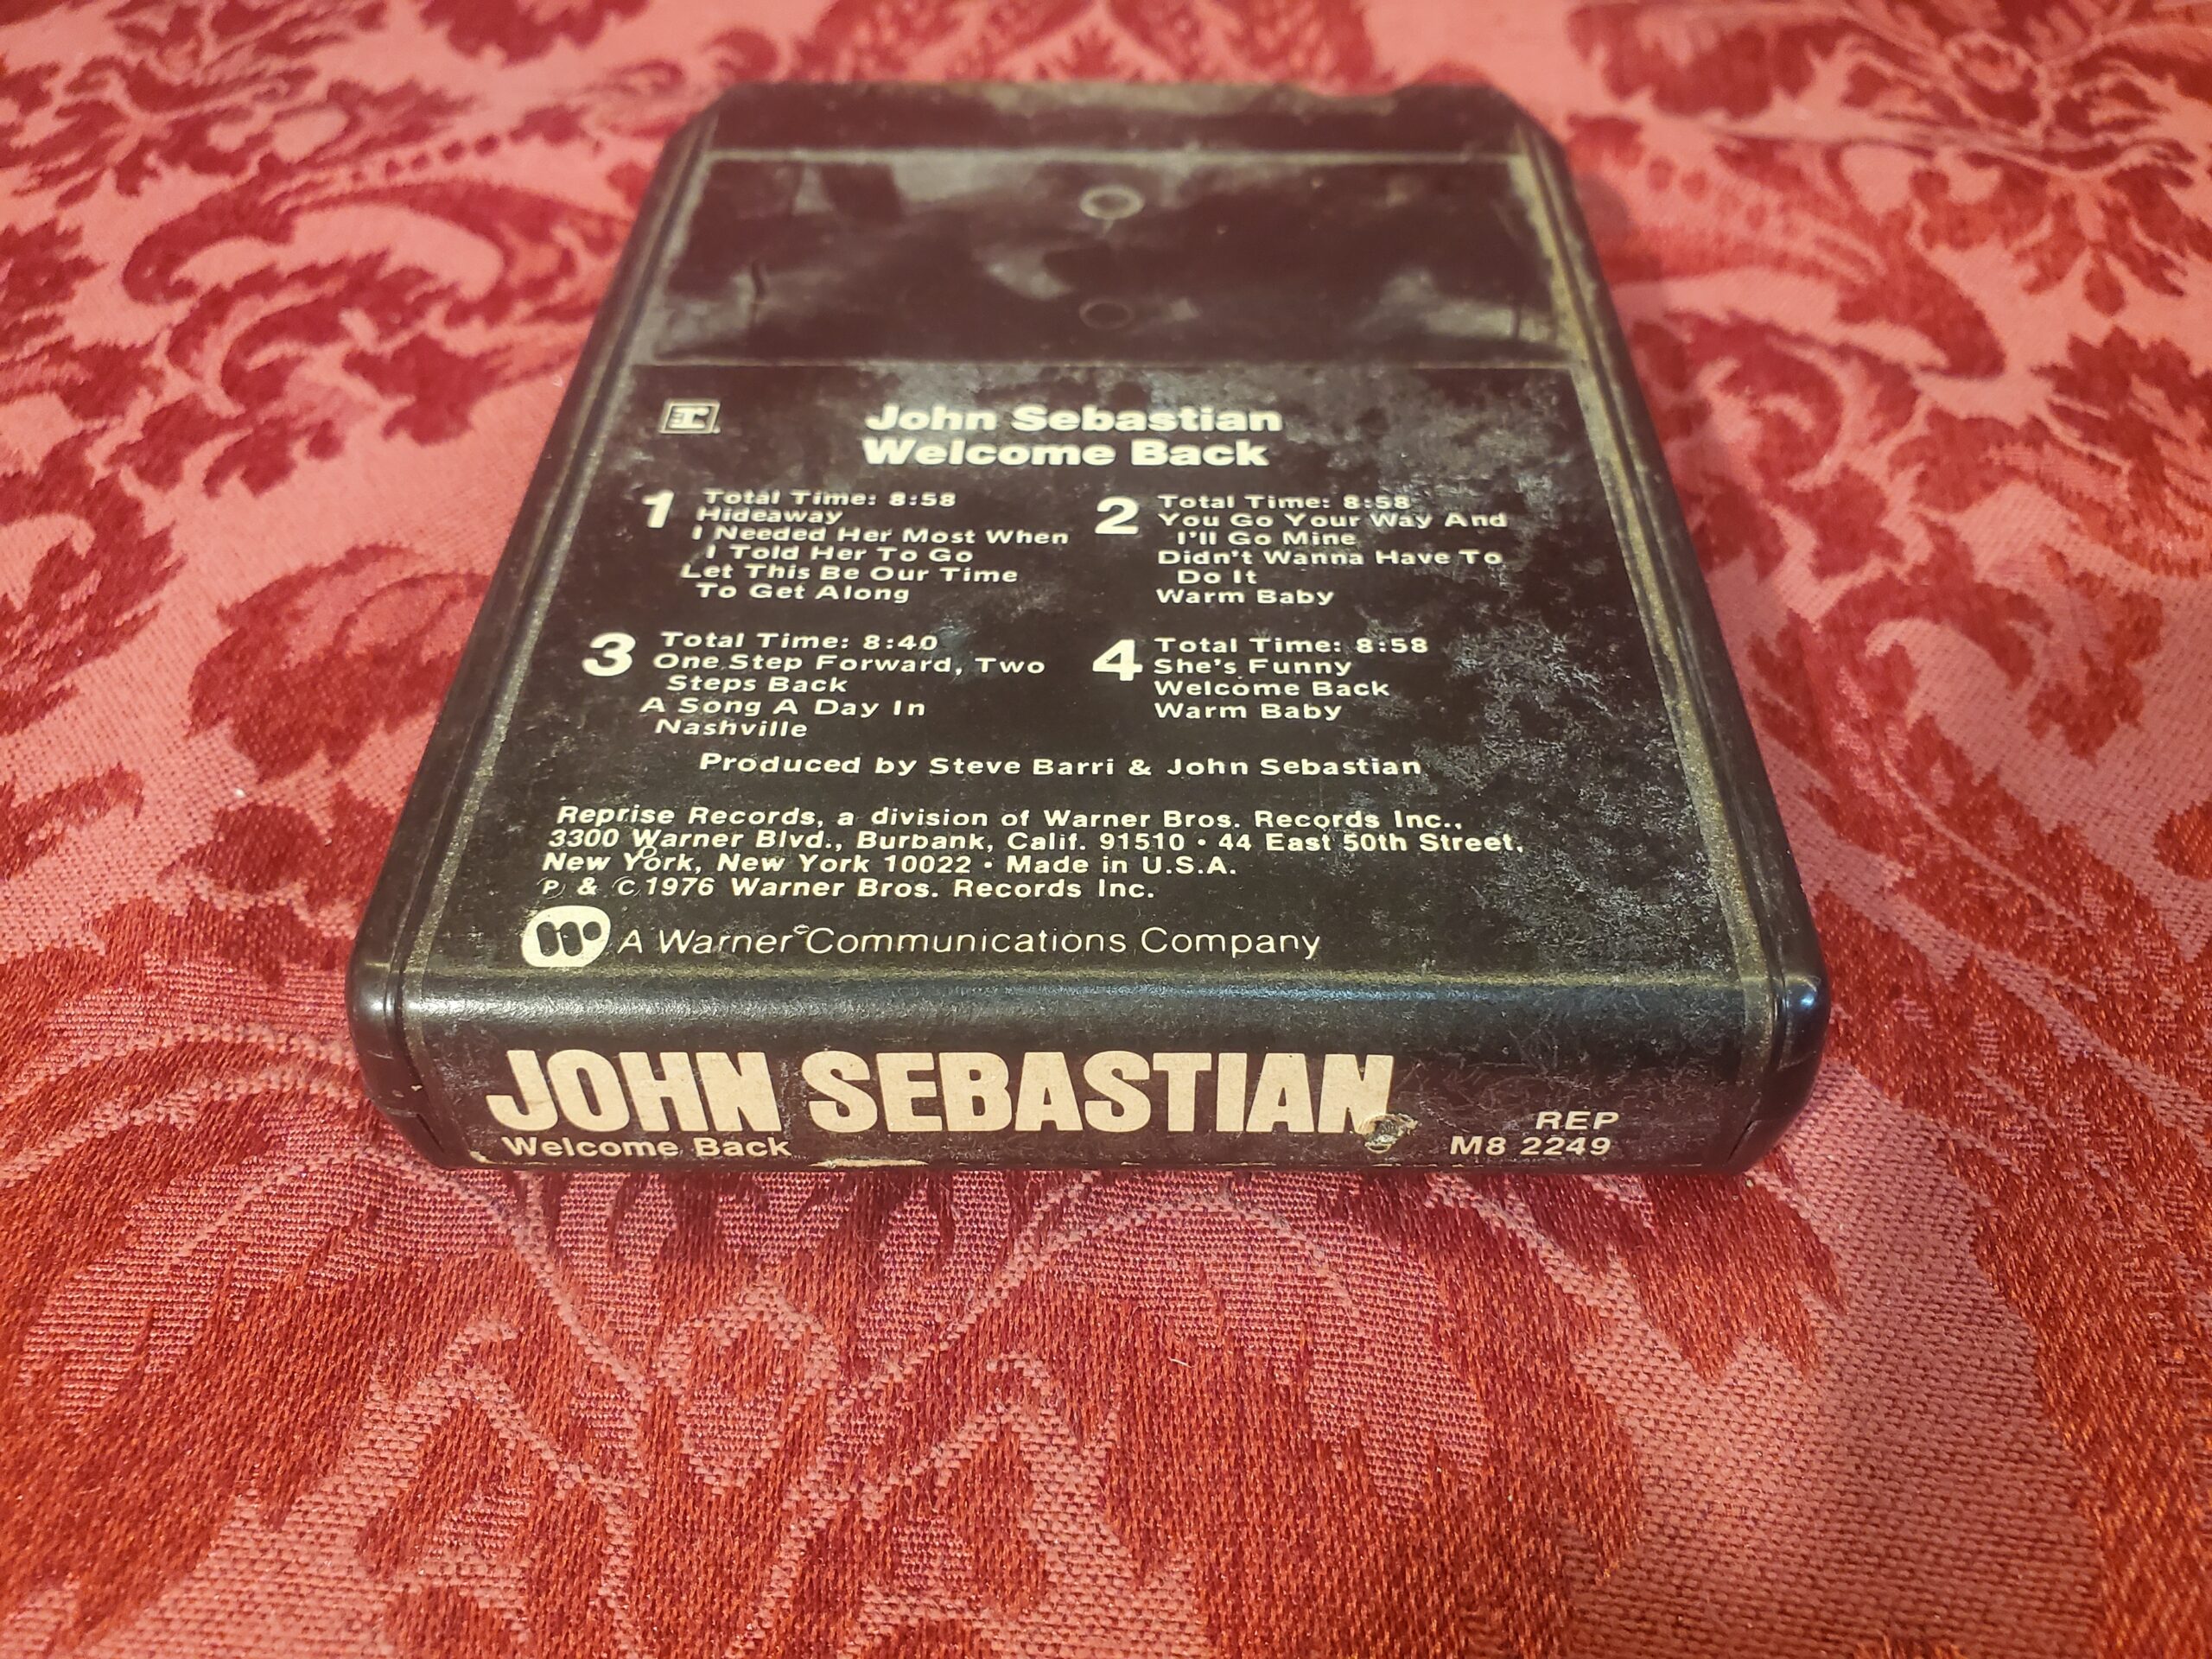 John Sebastian
Welcome Back
1 Total Time: 8:58
Hideaway
I Needed Her Most When
I Told Her To Go
Let This Be Our Time
To Get Along
2 Total Time: 8:58
You Go Your Way And
I'll Go Mine
Didn't Wanna Have To
Do It
Warm Baby
3 Total Time: 8:40
One Step Forward, Two
Steps Back
A Song A Day In
Nashville
4 Total Time: 8:58
She's Funny
Welcome Back
Warm Baby
Produced by Steve Barri & John Sebastian
Reprise Records, a division of Warner Bros. Records Inc.,
3300 Warner Blvd., Burbank, Calif. 91510 • 44 East 50th Street,
New York, New York 10022 • Made in U.S.A.
℗ & © 1976 Warner Bros. Records Inc.
A Warner Communications Company
JOHN SEBASTIAN
Welcome Back
REP
M8 2249